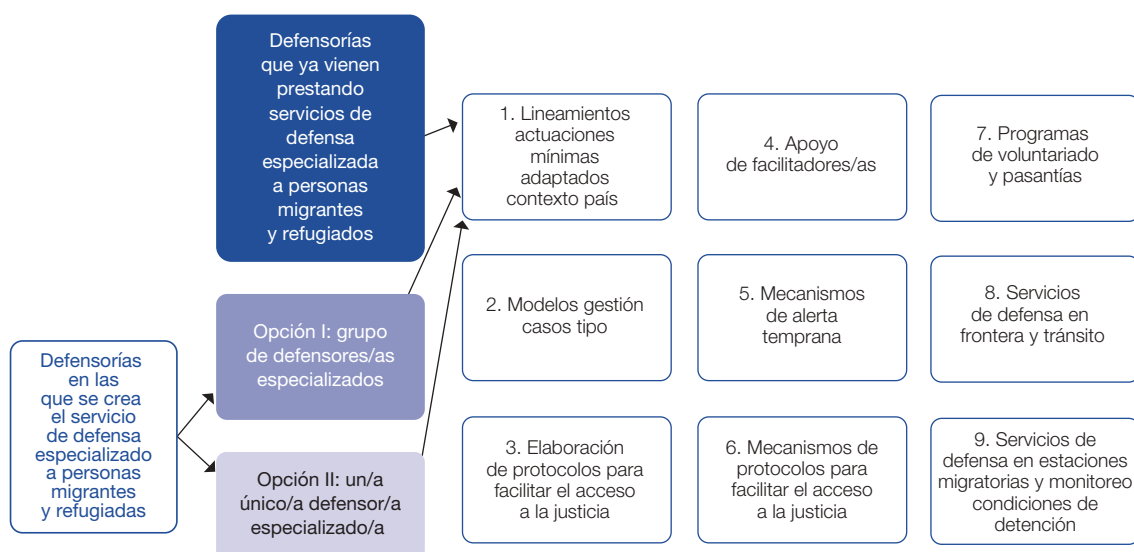 Defensorías
que ya vienen
prestando
servicios de
defensa
especializada
a personas
migrantes
y refugiados
Opción I: grupo
de defensores/as
especializados
Defensorías
en las
que se crea
el servicio
de defensa
especializado
a personas
migrantes
y refugiadas
Opción II: un/a
único/a defensor/a
especializado/a
1. Lineamientos
actuaciones
mínimas
adaptados
contexto país
4. Apoyo
de facilitadores/as
7. Programas
de voluntariado
y pasantías
2. Modelos gestión
casos tipo
5. Mecanismos
de alerta
temprana
8. Servicios
de defensa en
frontera y tránsito
3. Elaboración
de protocolos para
facilitar el acceso
a la justicia
6. Mecanismos de
protocolos para
facilitar el acceso
a la justicia
9. Servicios de
defensa en estaciones
migratorias y monitoreo
condiciones de
detención